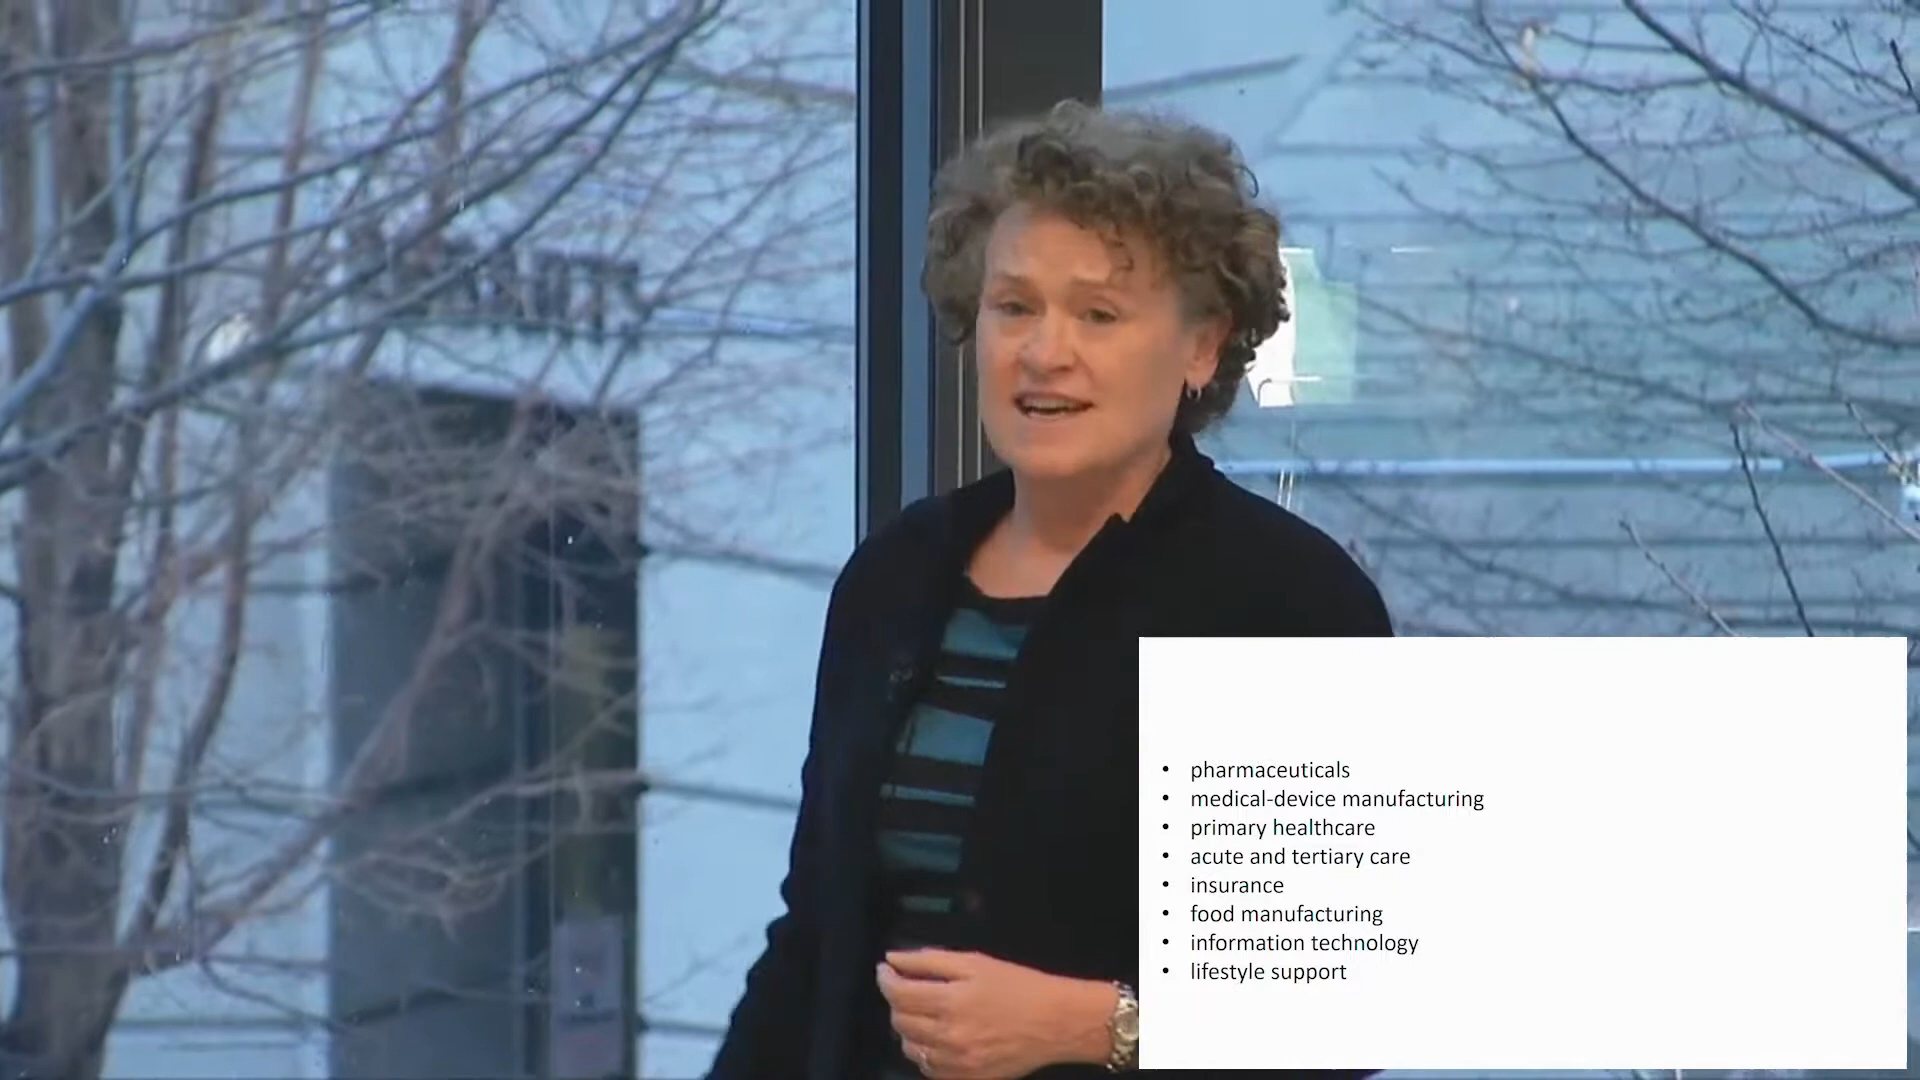 • pharmaceuticals
• medical-device manufacturing
• primary healthcare
• acute and tertiary care
• insurance
• food manufacturing
• information technology
• lifestyle support